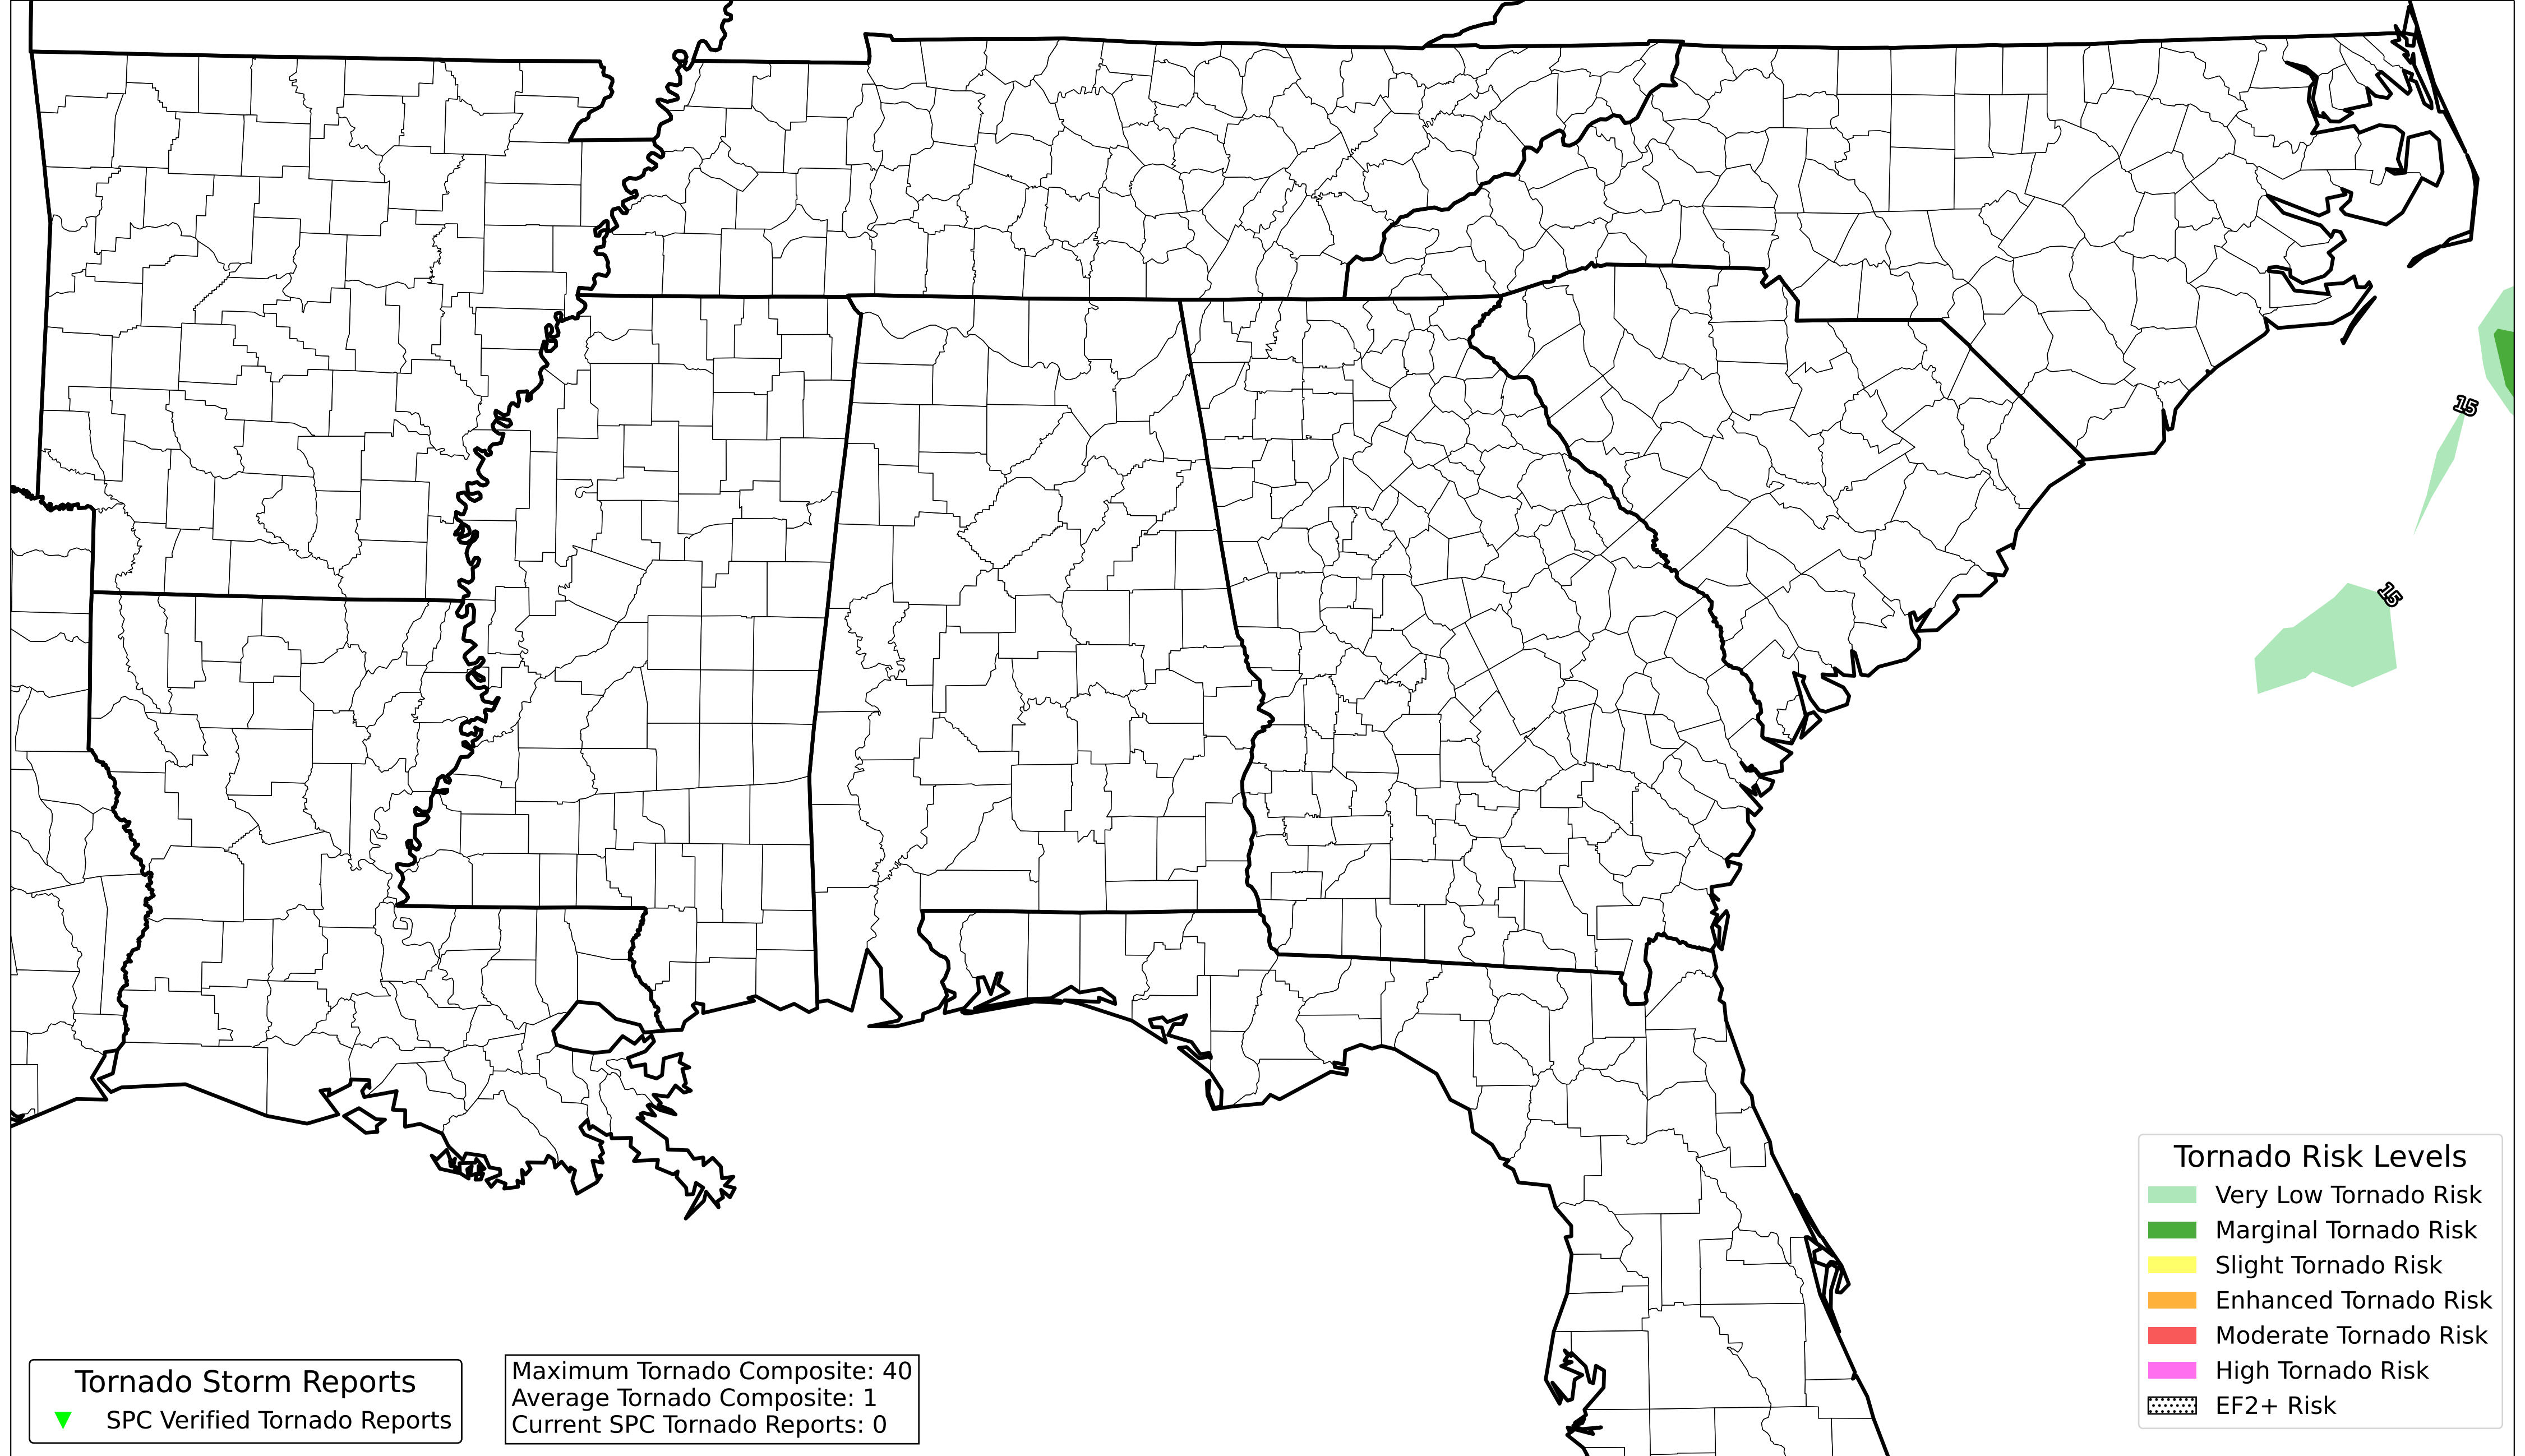 15
15
Tornado Risk Levels
Very Low Tornado Risk
Marginal Tornado Risk
Slight Tornado Risk
Enhanced Tornado Risk
Moderate Tornado Risk
High Tornado Risk
EF2+ Risk
Tornado Storm Reports
SPC Verified Tornado Reports
Maximum Tornado Composite: 40
Average Tornado Composite: 1
Current SPC Tornado Reports: 0